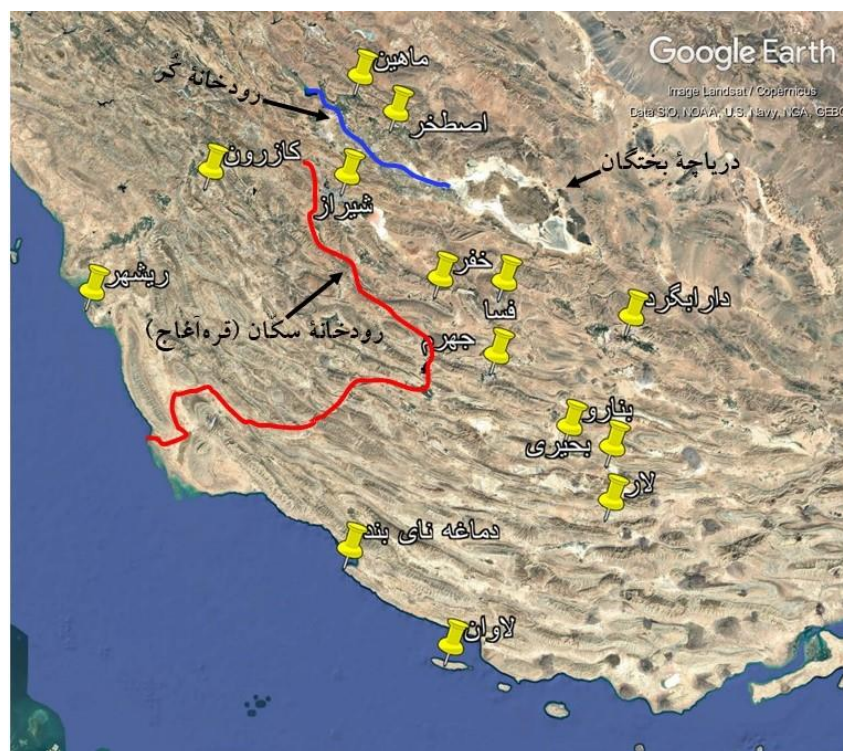 Google Earth
Image Landsat / Copernicus
Data SIO, NOAA, U.S. Navy, NGA, GEBC
ماهین
رودخانهٔ کُر
اصطخر
کازرون
شیراز
دریاچهٔ بختگان
ریشهر
خفر
فسا
دارابگرد
رودخانهٔ سکّان (قره‌آغاج)
جهرم
بنارو
بحیری
لار
دماغه نای بند
لاوان